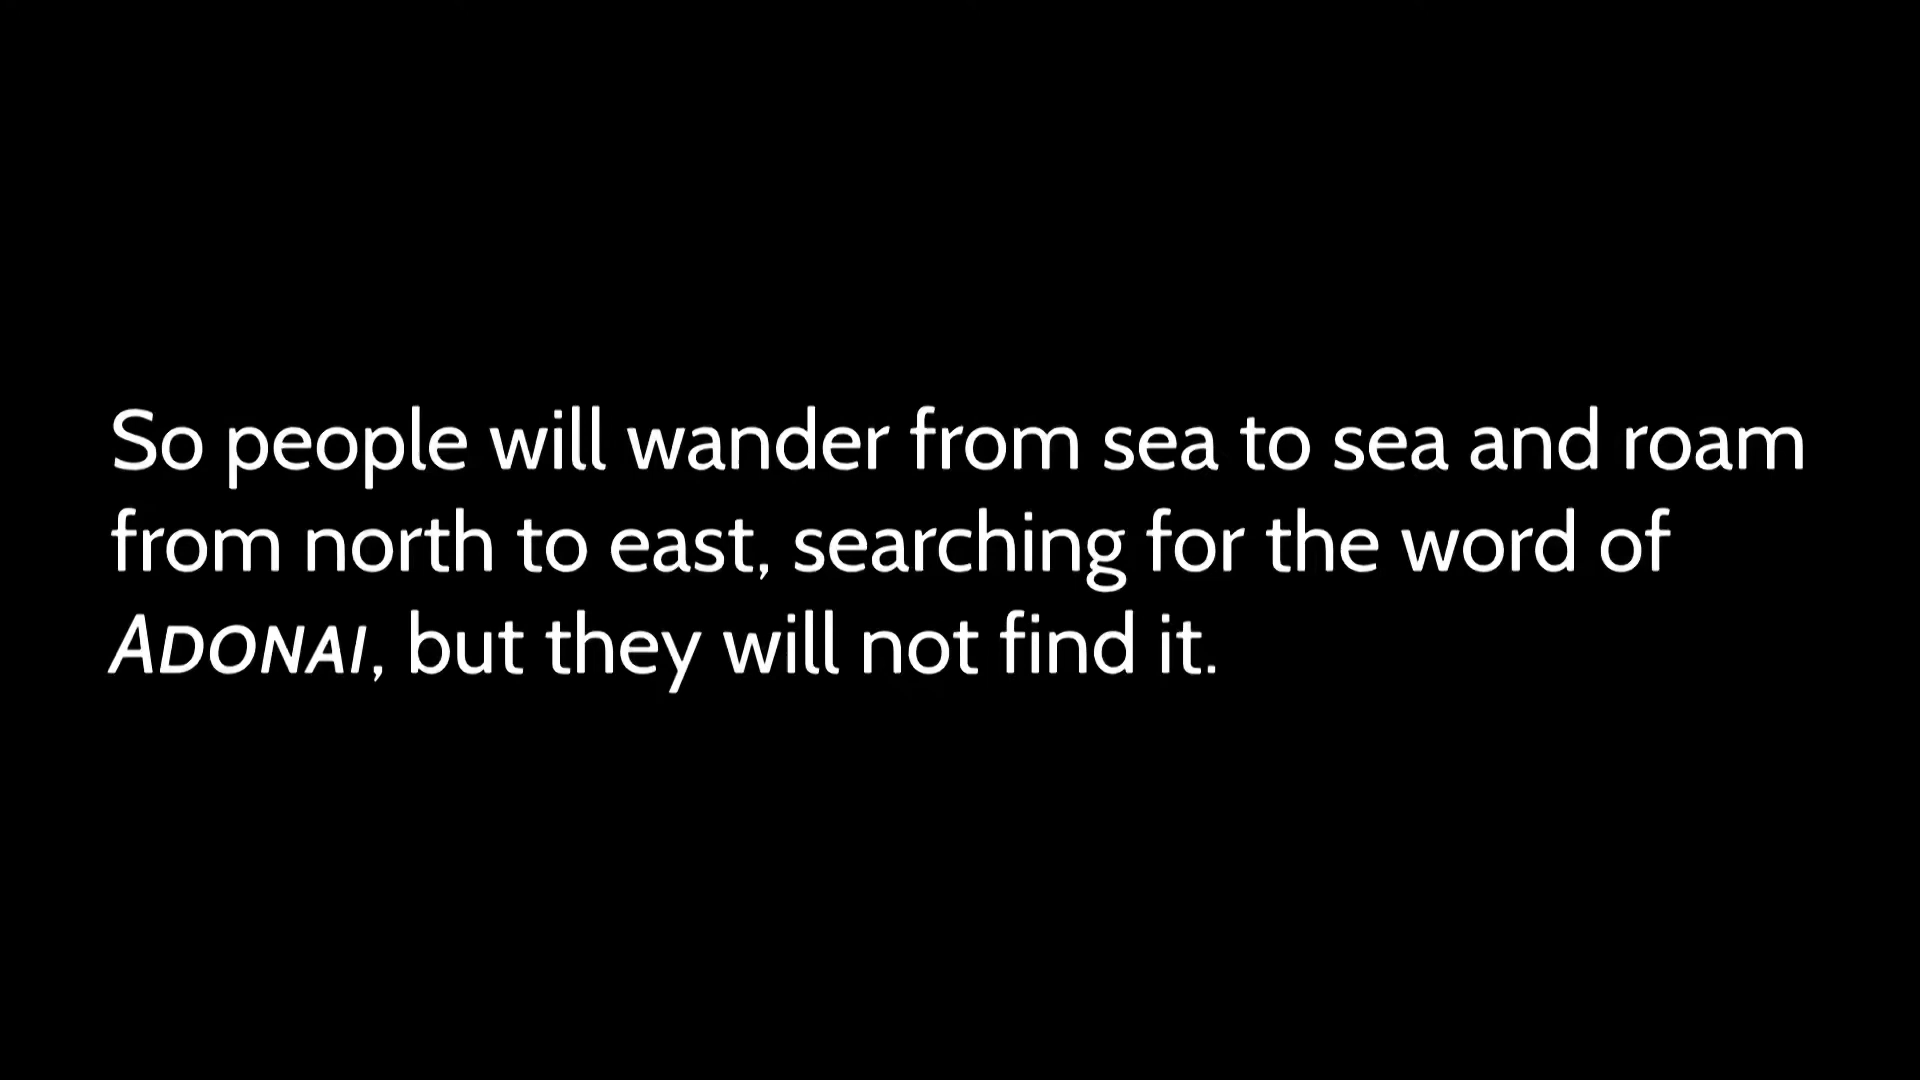 So people will wander from sea to sea and roam
from north to east, searching for the word of
ADONAI, but they will not find it.